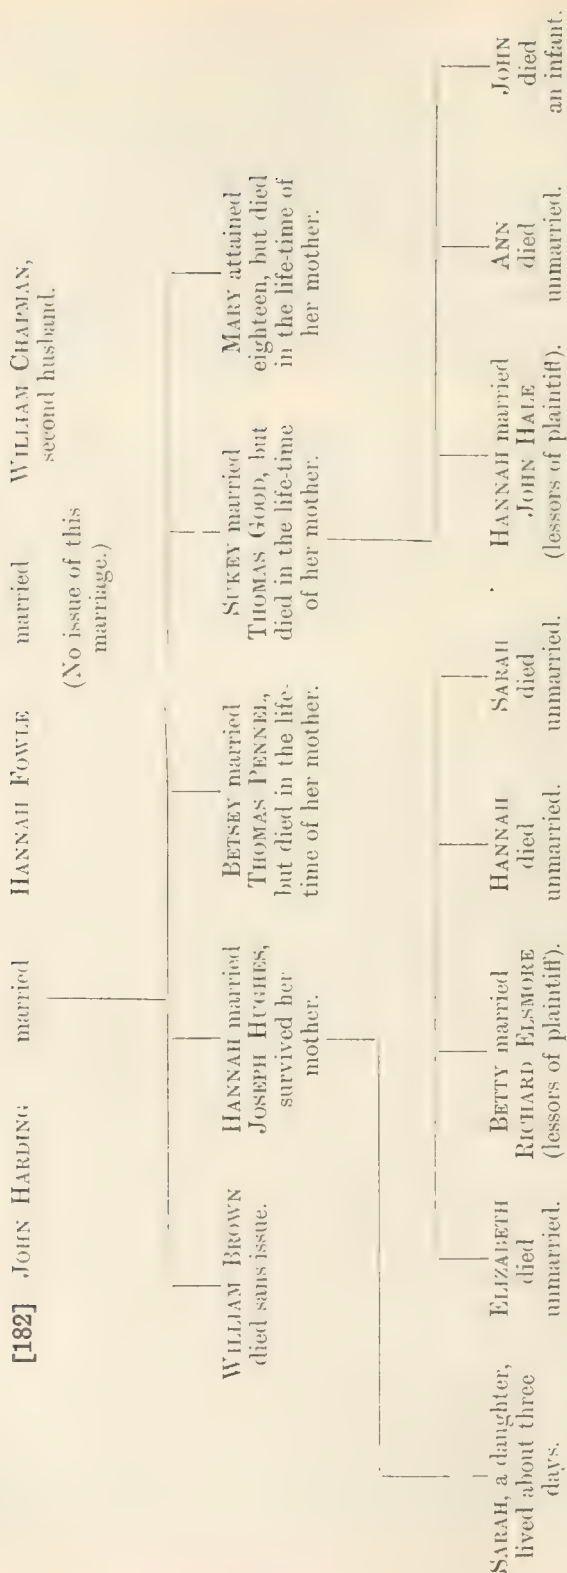 [182] JOHN HARDING married HANNAH FOWLE married WILLIAM CHAPMAN,
second husband.
(No issue of this
marriage.)
WILLIAM BROWN
died sans issue.
HANNAH married
JOSEPH HUGHES,
survived her
mother.
BETSEY married
THOMAS PENNEL,
but died in the life-
time of her mother.
SUKEY married
THOMAS GOOD, but
died in the life-time
of her mother.
MARY attained
eighteen, but died
in the life-time of
her mother.
SARAH, a daughter,
lived about three
days.
ELIZABETH
died
unmarried.
BETTY married
RICHARD ELSMORE
(lessors of plaintiff).
HANNAH
died
unmarried.
SARAH
died
unmarried.
HANNAH married
JOHN HALE
(lessors of plaintiff).
ANN
died
unmarried.
JOHN
died
an infant.